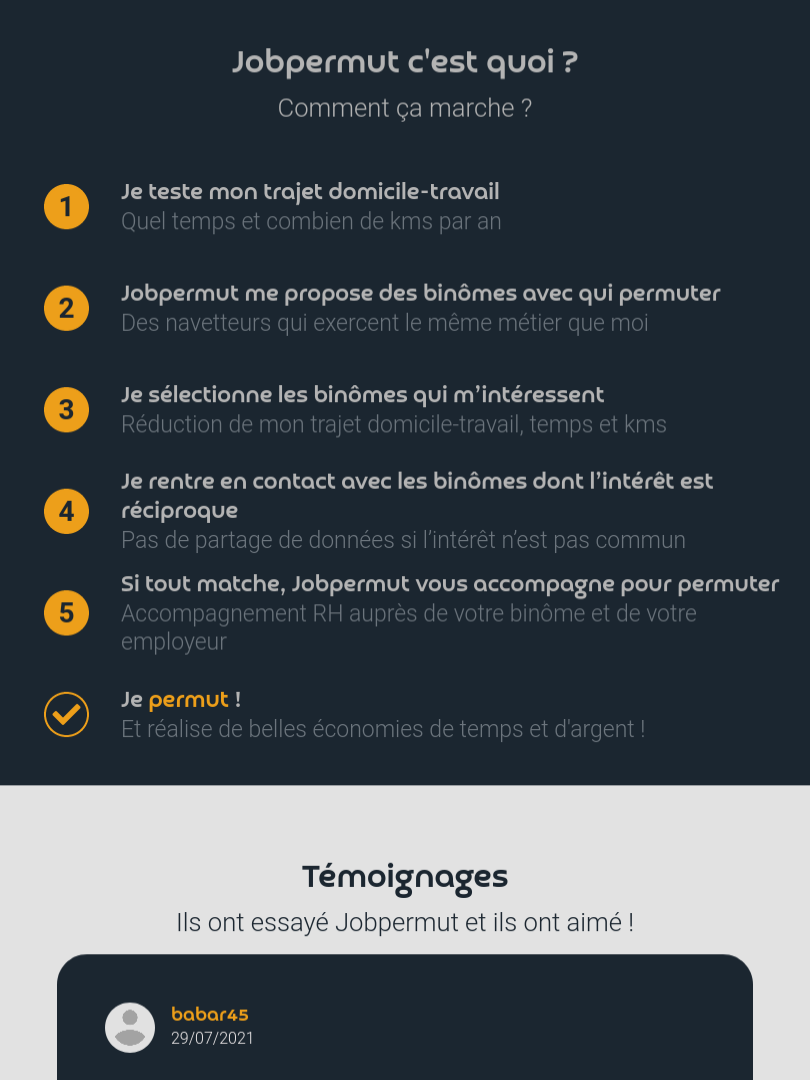 Jobpermut c'est quoi ?
Comment ça marche ?
1
Je teste mon trajet domicile-travail
Quel temps et combien de kms par an
2
Jobpermut me propose des binômes avec qui permuter
Des navetteurs qui exercent le même métier que moi
3
Je sélectionne les binômes qui m’intéressent
Réduction de mon trajet domicile-travail, temps et kms
4
Je rentre en contact avec les binômes dont l’intérêt est
réciproque
Pas de partage de données si l’intérêt n’est pas commun
5
Si tout matche, Jobpermut vous accompagne pour permuter
Accompagnement RH auprès de votre binôme et de votre
employeur
Je permut !
Et réalise de belles économies de temps et d'argent !
Témoignages
Ils ont essayé Jobpermut et ils ont aimé !
babar45
29/07/2021